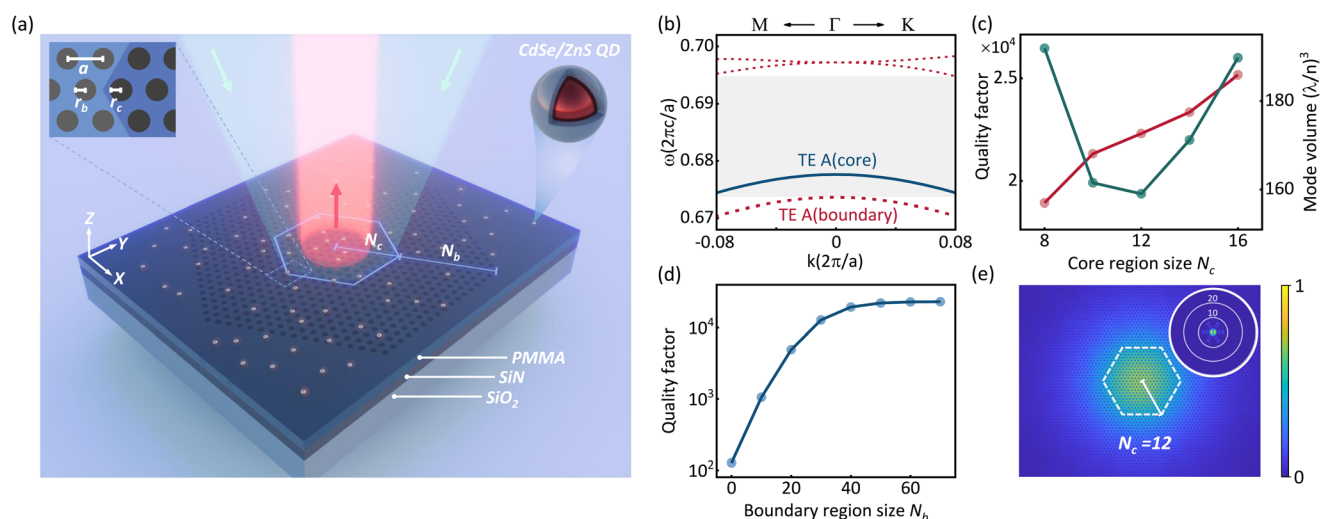 (a)
CdSe/ZnS QD
a
r_b
r_c
Z
Y
X
N_c
N_b
PMMA
SiN
SiO₂
(b)
M ← Γ → K
0.70
0.69
0.68
0.67
ω(2πc/a)
TE A(core)
TE A(boundary)
-0.08 0 0.08
k(2π/a)
(c)
×10⁴
2.5
2
Quality factor
180
160
Mode volume (λ/n)³
8 12 16
Core region size N_c
(d)
10⁴
10³
10²
Quality factor
0 20 40 60
Boundary region size N_b
(e)
20
10
N_c =12
1
0